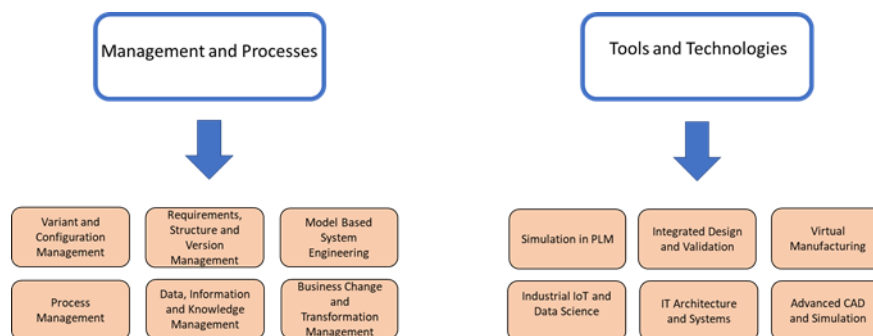 Management and Processes
Tools and Technologies
Variant and
Configuration
Management
Requirements,
Structure and
Version
Management
Model Based
System
Engineering
Simulation in PLM
Integrated Design
and Validation
Virtual
Manufacturing
Process
Management
Data, Information
and Knowledge
Management
Business Change
and
Transformation
Management
Industrial IoT and
Data Science
IT Architecture
and Systems
Advanced CAD
and Simulation